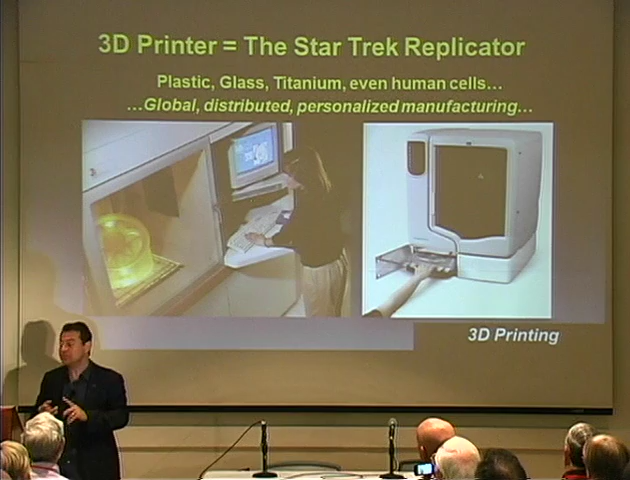 3D Printer = The Star Trek Replicator
Plastic, Glass, Titanium, even human cells…
…Global, distributed, personalized manufacturing…
3D Printing